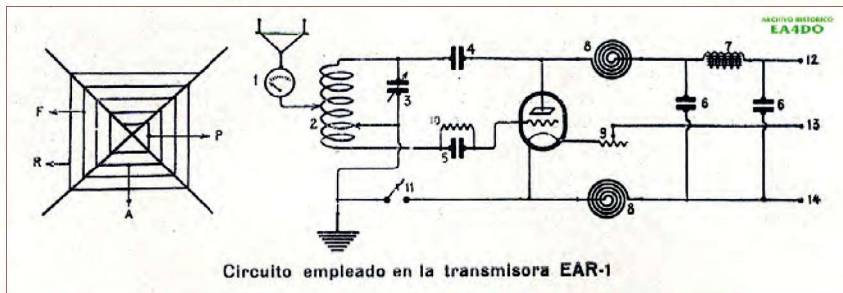 ARCHIVO HISTORICO
EA4DO
F
R
P
A
1
2
3
4
10
5
11
8
9
8
7
6
6
12
13
14
Circuito empleado en la transmisora EAR-1